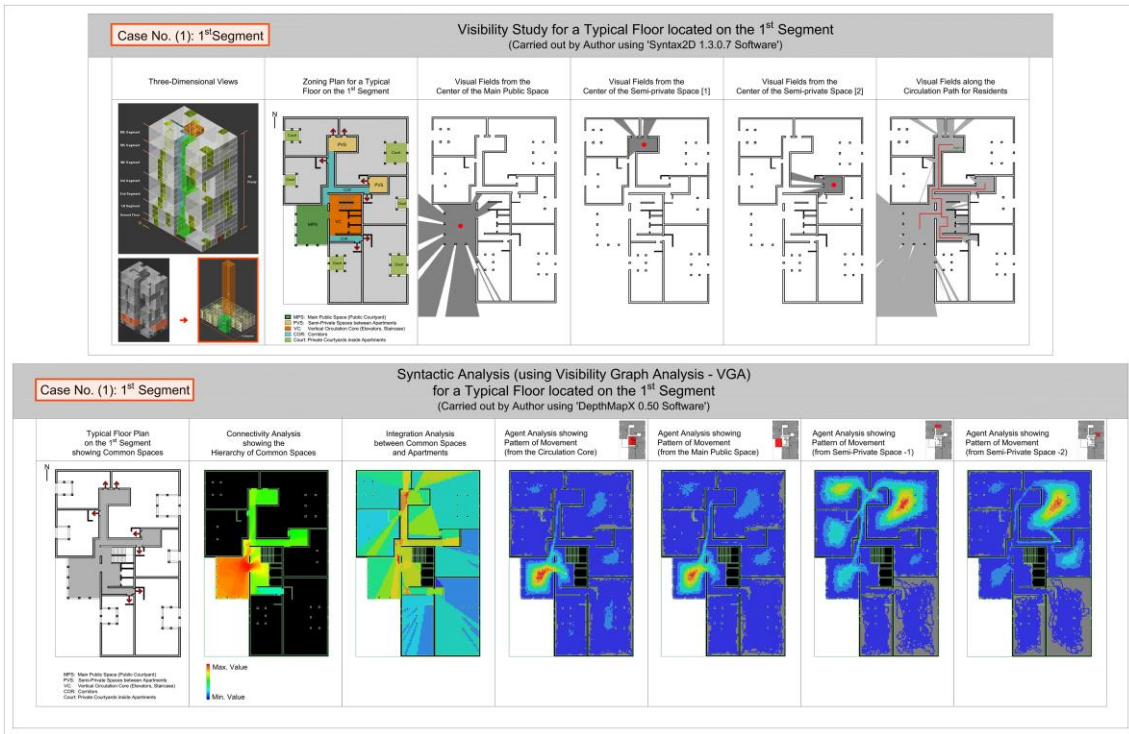 Case No. (1): 1st Segment
Visibility Study for a Typical Floor located on the 1st Segment
(Carried out by Author using 'Syntax2D 1.3.0.7 Software')
Three-Dimensional Views
Zoning Plan for a Typical
Floor on the 1st Segment
Visual Fields from the
Center of the Main Public Space
Visual Fields from the
Center of the Semi-private Space [1]
Visual Fields from the
Center of the Semi-private Space [2]
Visual Fields along the
Circulation Path for Residents
N
Court
PVS
Court
Court
PVS
COR
Court
MPS
VC
COR
Court
Court
MPS: Main Public Space (Public Courtyard)
PVS: Semi-Private Spaces between Apartments
VC: Vertical Circulation Core (Elevators, Staircase)
COR: Corridors
Court: Private Courtyards inside Apartments
Case No. (1): 1st Segment
Syntactic Analysis (using Visibility Graph Analysis - VGA)
for a Typical Floor located on the 1st Segment
(Carried out by Author using 'DepthMapX 0.50 Software')
Typical Floor Plan
on the 1st Segment
showing Common Spaces
Connectivity Analysis
showing the
Hierarchy of Common Spaces
Integration Analysis
between Common Spaces
and Apartments
Agent Analysis showing
Pattern of Movement
(from the Circulation Core)
Agent Analysis showing
Pattern of Movement
(from the Main Public Space)
Agent Analysis showing
Pattern of Movement
(from Semi-Private Space -1)
Agent Analysis showing
Pattern of Movement
(from Semi-Private Space -2)
N
MPS: Main Public Space (Public Courtyard)
PVS: Semi-Private Spaces between Apartments
VC: Vertical Circulation Core (Elevators, Staircase)
COR: Corridors
Court: Private Courtyards inside Apartments
Max. Value
Min. Value